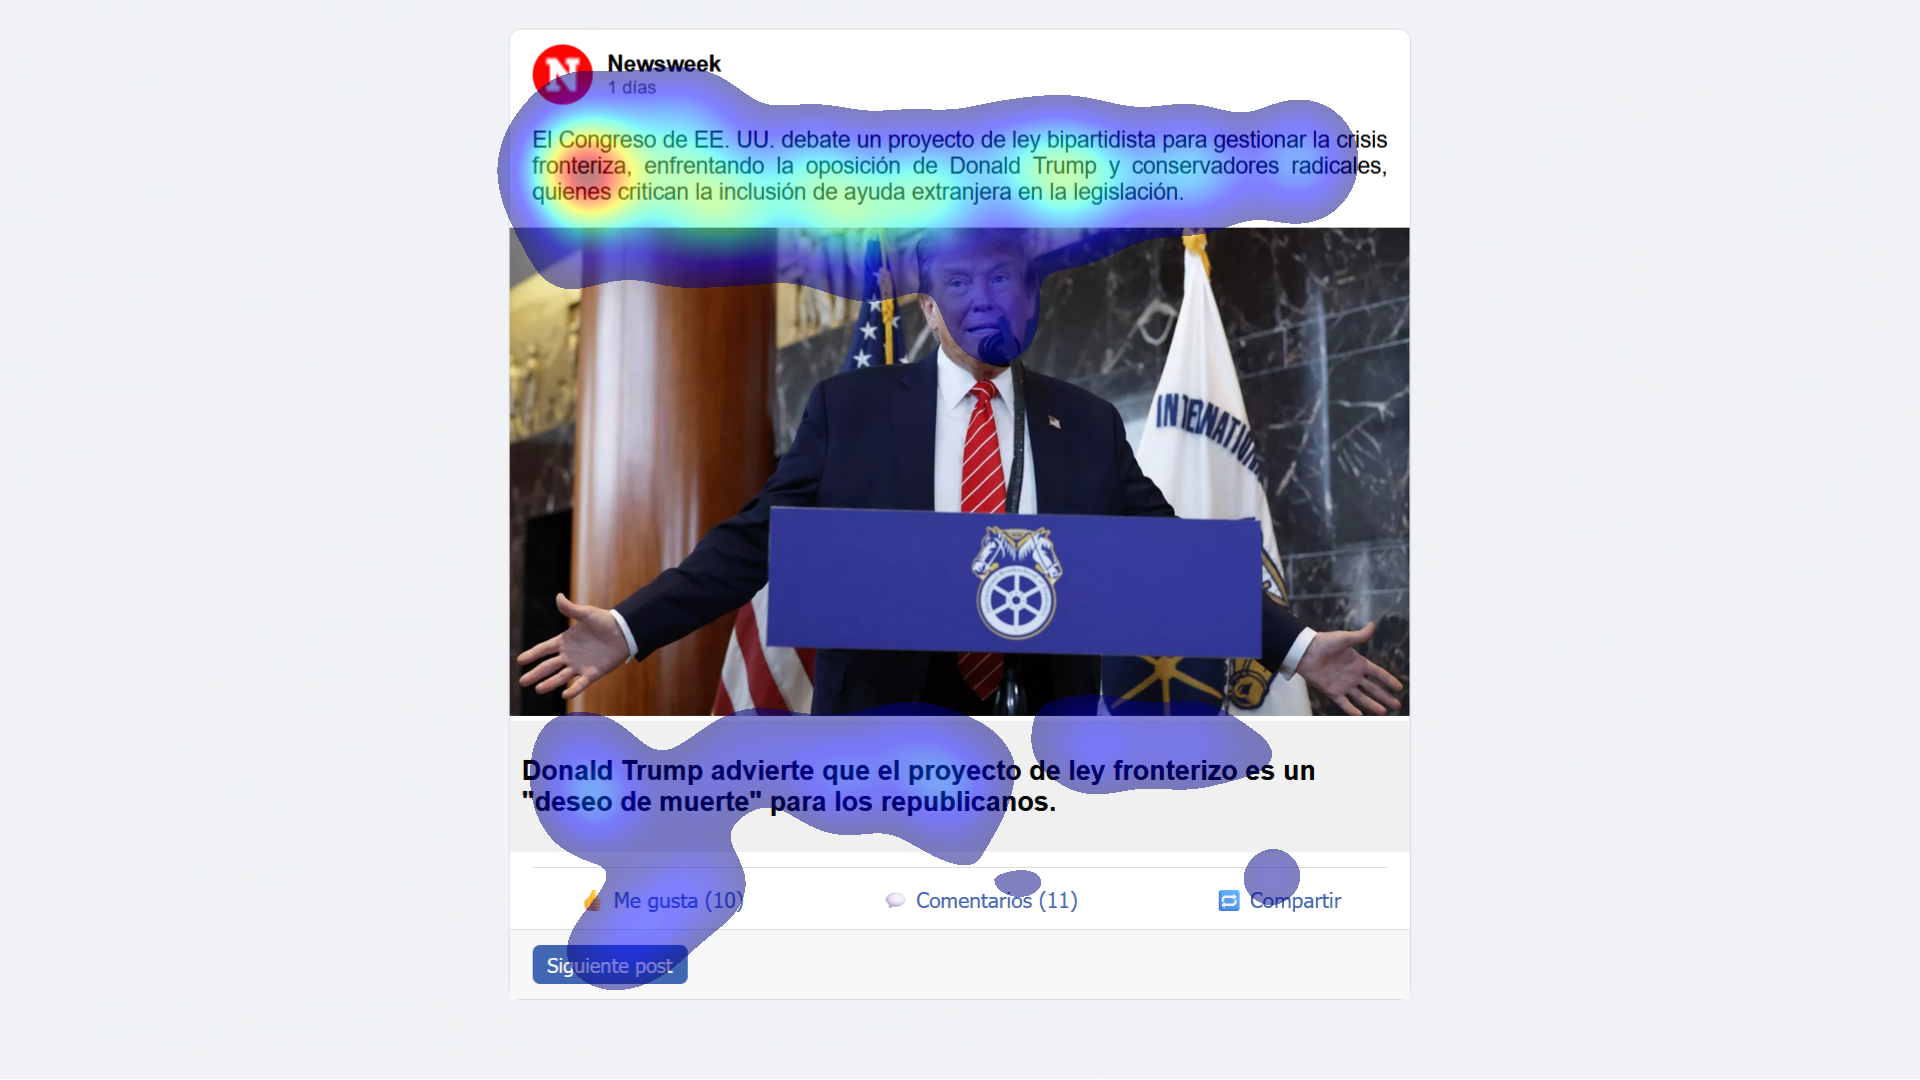 N
Newsweek
1 días
El Congreso de EE. UU. debate un proyecto de ley bipartidista para gestionar la crisis
fronteriza, enfrentando la oposición de Donald Trump y conservadores radicales,
quienes critican la inclusión de ayuda extranjera en la legislación.
Donald Trump advierte que el proyecto de ley fronterizo es un
"deseo de muerte" para los republicanos.
Me gusta (10)
Comentarios (11)
Compartir
Siguiente post